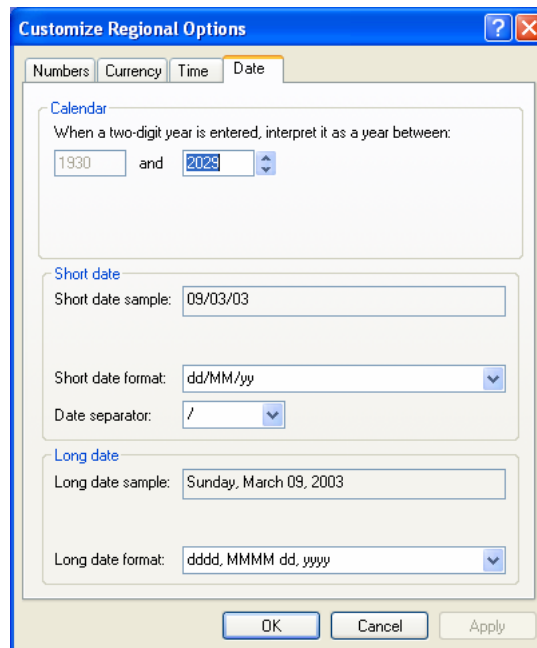 Customize Regional Options
Numbers Currency Time Date
Calendar
When a two-digit year is entered, interpret it as a year between:
1930 and 2029
Short date
Short date sample: 09/03/03
Short date format: dd/MM/yy
Date separator: /
Long date
Long date sample: Sunday, March 09, 2003
Long date format: dddd, MMMM dd, yyyy
OK Cancel Apply